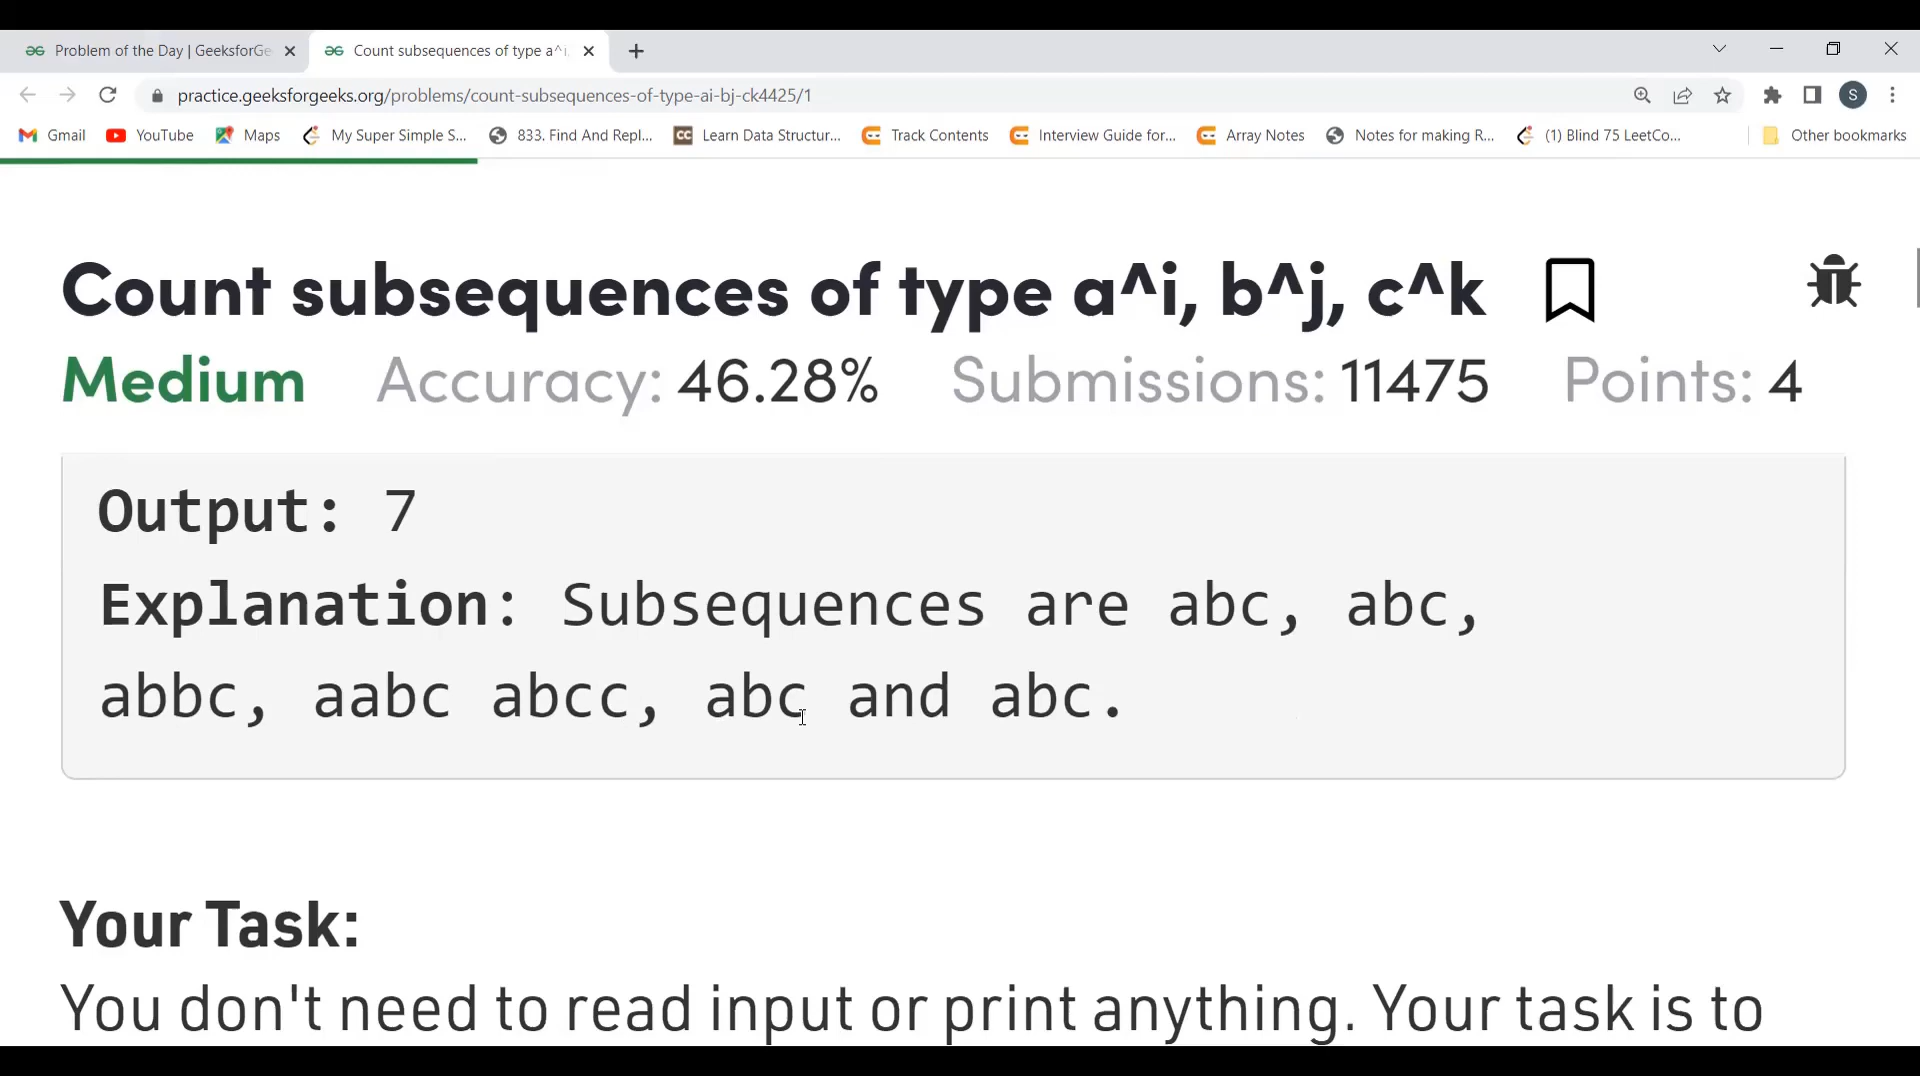 Problem of the Day | GeeksforGe
Count subsequences of type a^i,
practice.geeksforgeeks.org/problems/count-subsequences-of-type-ai-bj-ck4425/1
S
Gmail YouTube Maps My Super Simple S... 833. Find And Repl... CC Learn Data Structur... Track Contents Interview Guide for... Array Notes Notes for making R... (1) Blind 75 LeetCo... Other bookmarks
Count subsequences of type a^i, b^j, c^k
Medium Accuracy: 46.28% Submissions: 11475 Points: 4
Output: 7
Explanation: Subsequences are abc, abc,
abbc, aabc abcc, abc and abc.
Your Task:
You don't need to read input or print anything. Your task is to